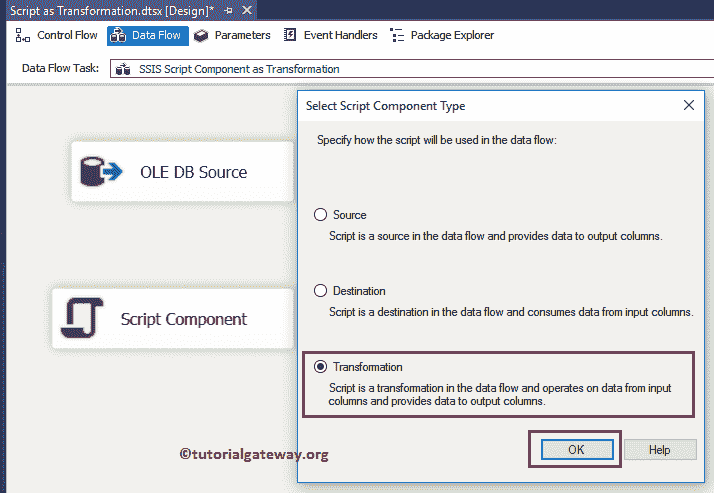 Script as Transformation.dtsx [Design]*
Control Flow Data Flow Parameters Event Handlers Package Explorer
Data Flow Task: SSIS Script Component as Transformation
Select Script Component Type
Specify how the script will be used in the data flow:
OLE DB Source
Source
Script is a source in the data flow and provides data to output columns.
Destination
Script is a destination in the data flow and consumes data from input columns.
Script Component
Transformation
Script is a transformation in the data flow and operates on data from input
columns and provides data to output columns.
©tutorialgateway.org
OK Help